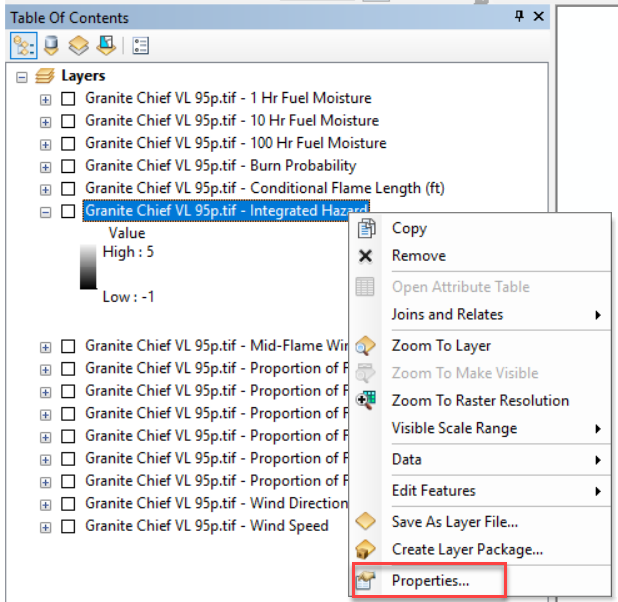 Table Of Contents
Layers
Granite Chief VL 95p.tif - 1 Hr Fuel Moisture
Granite Chief VL 95p.tif - 10 Hr Fuel Moisture
Granite Chief VL 95p.tif - 100 Hr Fuel Moisture
Granite Chief VL 95p.tif - Burn Probability
Granite Chief VL 95p.tif - Conditional Flame Length (ft)
Granite Chief VL 95p.tif - Integrated Hazard
Value
High : 5
Low : -1
Granite Chief VL 95p.tif - Mid-Flame Wir
Granite Chief VL 95p.tif - Proportion of F
Granite Chief VL 95p.tif - Proportion of F
Granite Chief VL 95p.tif - Proportion of F
Granite Chief VL 95p.tif - Proportion of F
Granite Chief VL 95p.tif - Proportion of F
Granite Chief VL 95p.tif - Proportion of F
Granite Chief VL 95p.tif - Wind Direction
Granite Chief VL 95p.tif - Wind Speed
Copy
Remove
Open Attribute Table
Joins and Relates
Zoom To Layer
Zoom To Make Visible
Zoom To Raster Resolution
Visible Scale Range
Data
Edit Features
Save As Layer File...
Create Layer Package...
Properties...